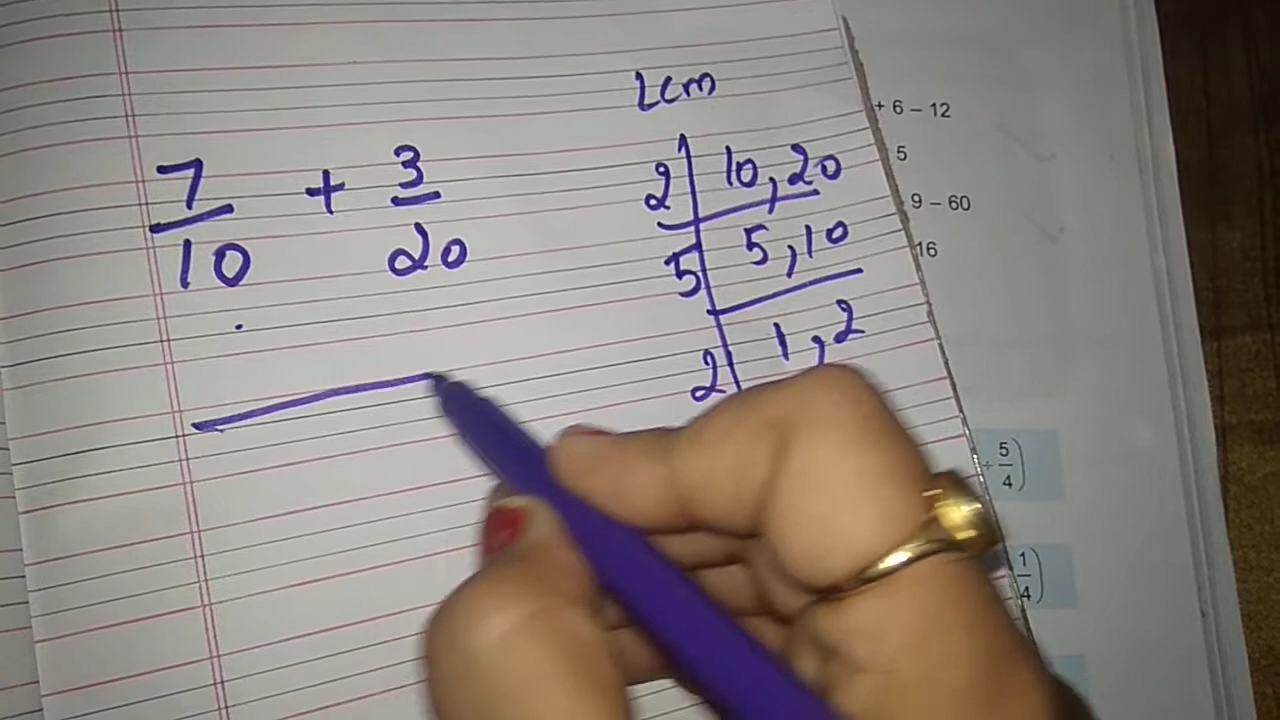 Lcm
7/10 + 3/20
2 | 10, 20
5 | 5, 10
2 | 1, 2
+ 6 – 12
5
9 – 60
16
÷ 5/4)
1/4)